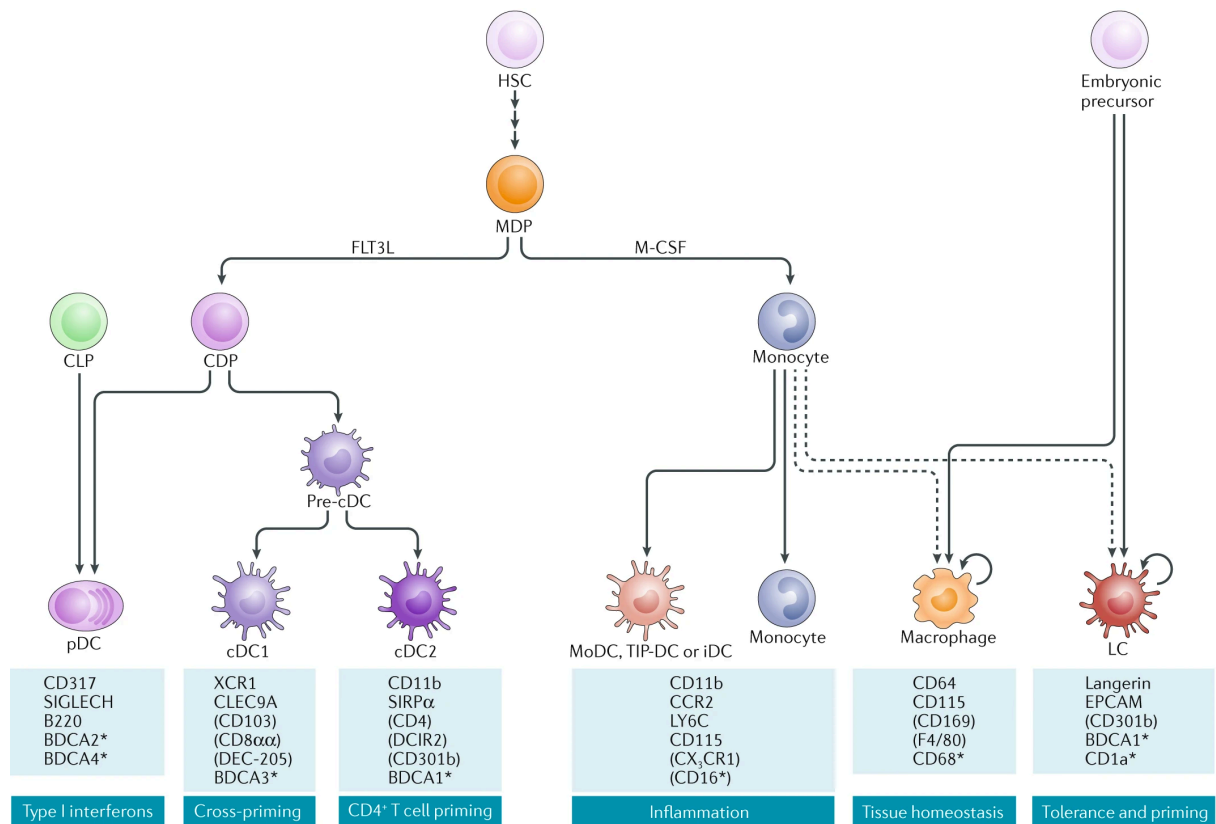 HSC
Embryonic
precursor
MDP
FLT3L
M-CSF
CLP
CDP
Monocyte
Pre-cDC
pDC
cDC1
cDC2
MoDC, TIP-DC or iDC
Monocyte
Macrophage
LC
CD317
SIGLECH
B220
BDCA2*
BDCA4*
Type I interferons
XCR1
CLEC9A
(CD103)
(CD8αα)
(DEC-205)
BDCA3*
Cross-priming
CD11b
SIRPα
(CD4)
(DCIR2)
(CD301b)
BDCA1*
CD4⁺ T cell priming
CD11b
CCR2
LY6C
CD115
(CX₃CR1)
(CD16*)
Inflammation
CD64
CD115
(CD169)
(F4/80)
CD68*
Tissue homeostasis
Langerin
EPCAM
(CD301b)
BDCA1*
CD1a*
Tolerance and priming